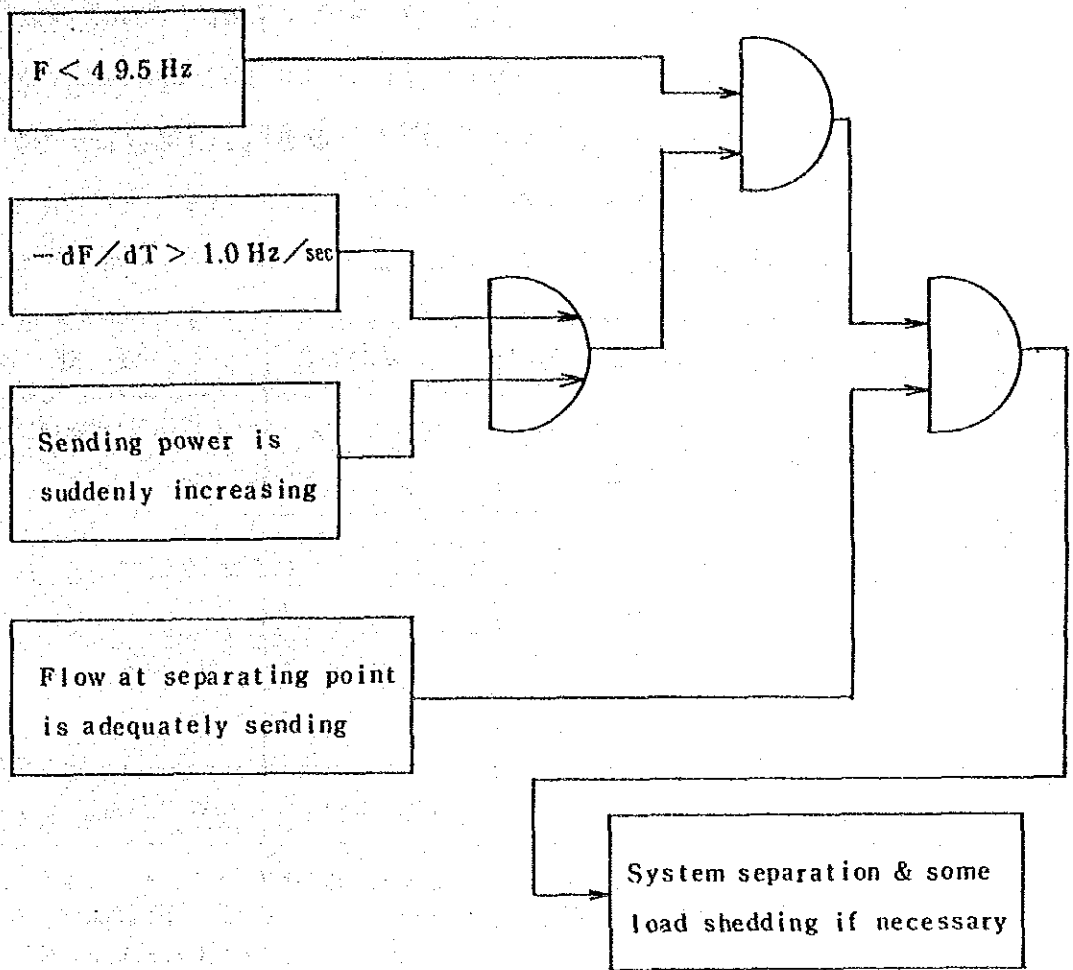 F < 49.5 Hz
−dF/dT > 1.0 Hz/sec
Sending power is
suddenly increasing
Flow at separating point
is adequately sending
System separation & some
load shedding if necessary